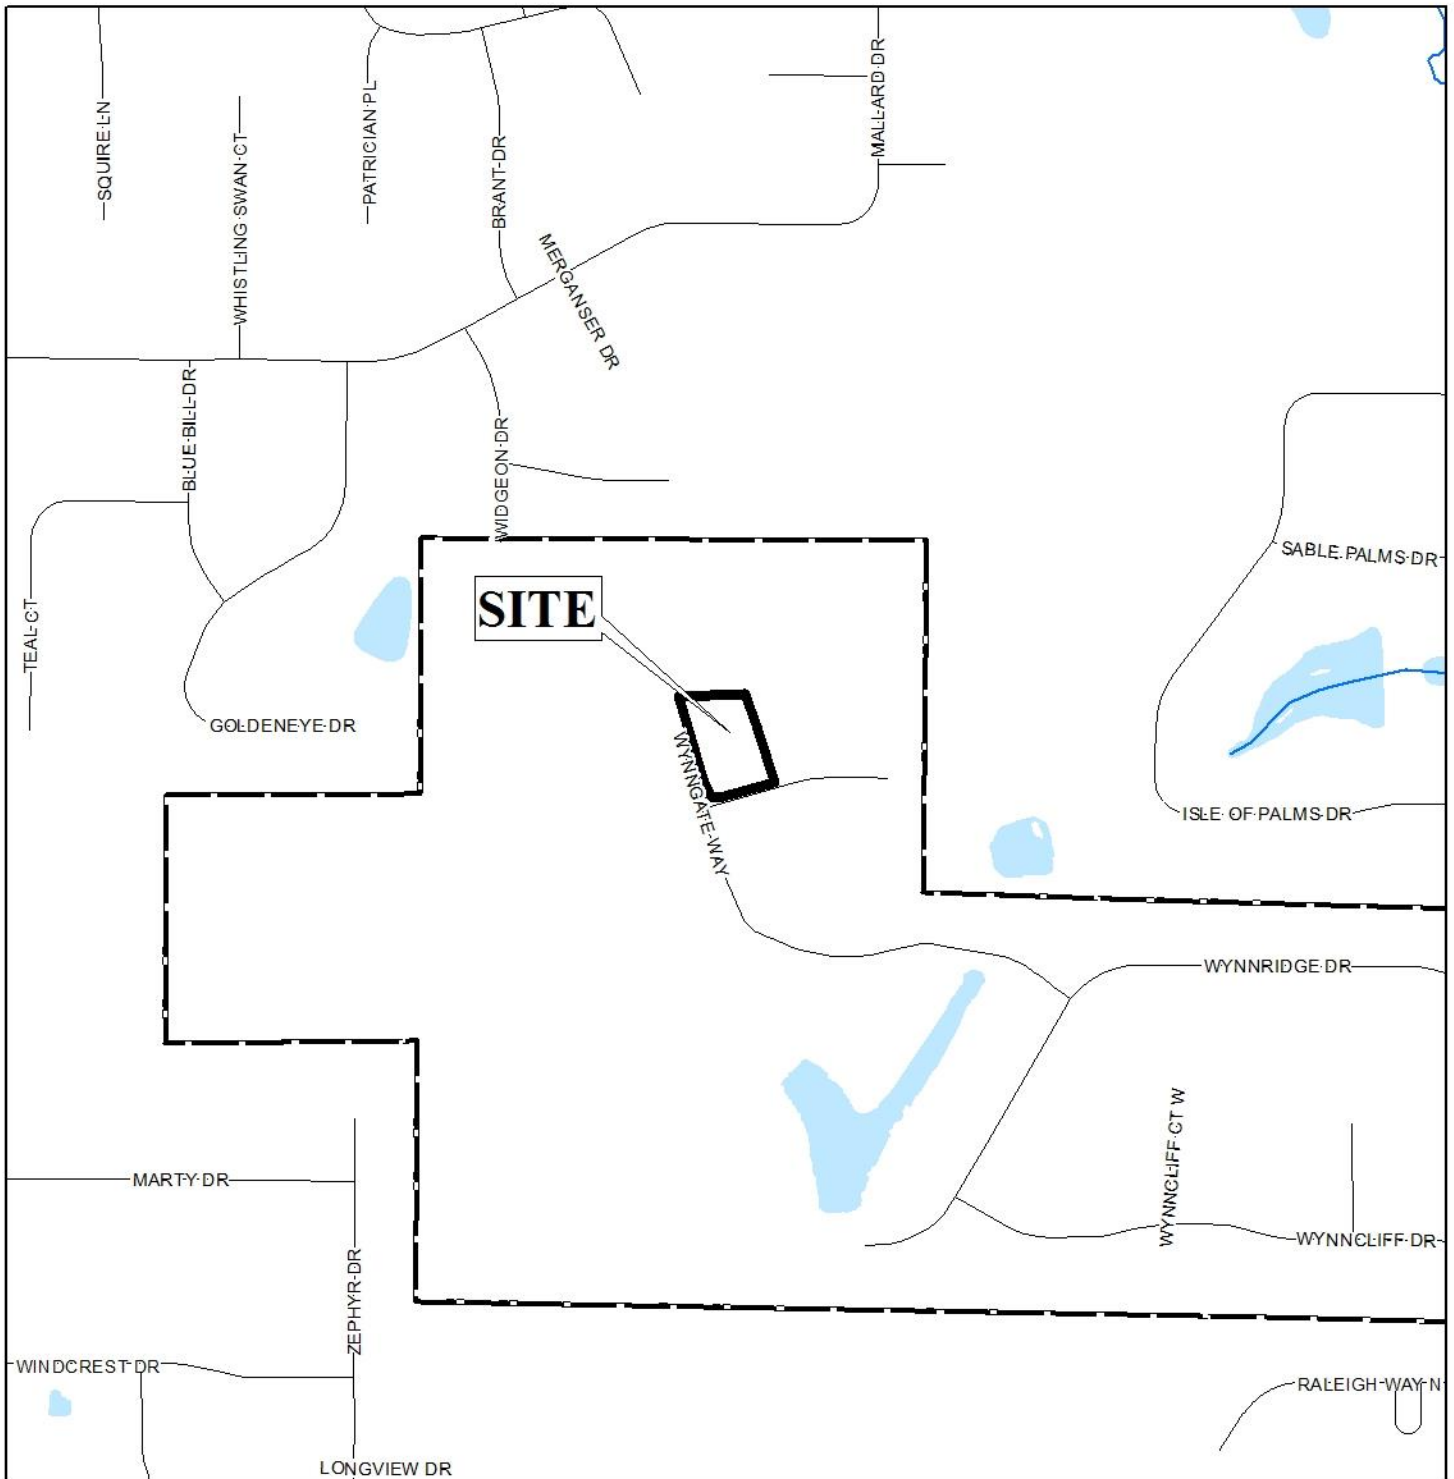 SQUIRE LN
WHISTLING SWAN CT
PATRICIAN PL
BRANT DR
MALLARD DR
MERGANSER DR
BLUE BILL DR
WIDGEON DR
SABLE PALMS DR
SITE
TEAL CT
GOLDENEYE DR
WYNNGATE WAY
ISLE OF PALMS DR
WYNNRIDGE DR
WYNNCLIFF CT W
MARTY DR
WYNNCLIFF DR
ZEPHYR DR
WINDCREST DR
RALEIGH WAY N
LONGVIEW DR